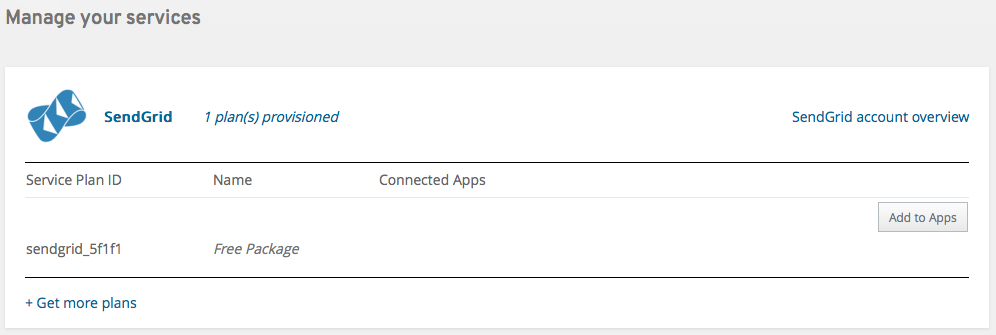 Manage your services
SendGrid 1 plan(s) provisioned SendGrid account overview
Service Plan ID Name Connected Apps
Add to Apps
sendgrid_5f1f1 Free Package
+ Get more plans